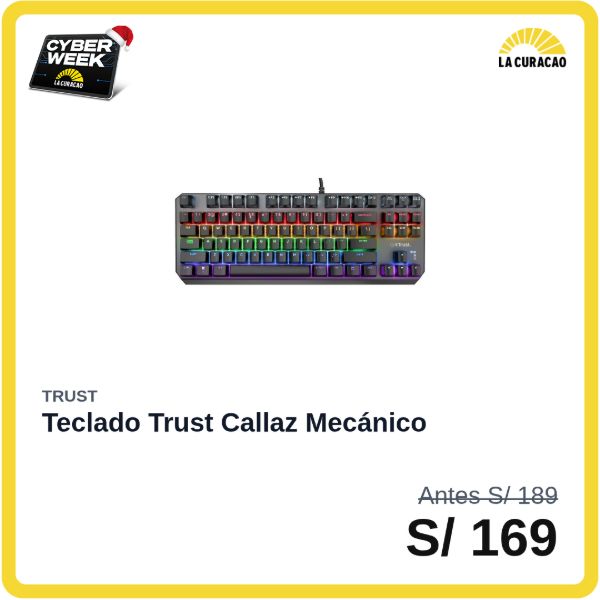 CYBER
WEEK
LA CURACAO
LA CURACAO
TRUST
Teclado Trust Callaz Mecánico
Antes S/ 189
S/ 169